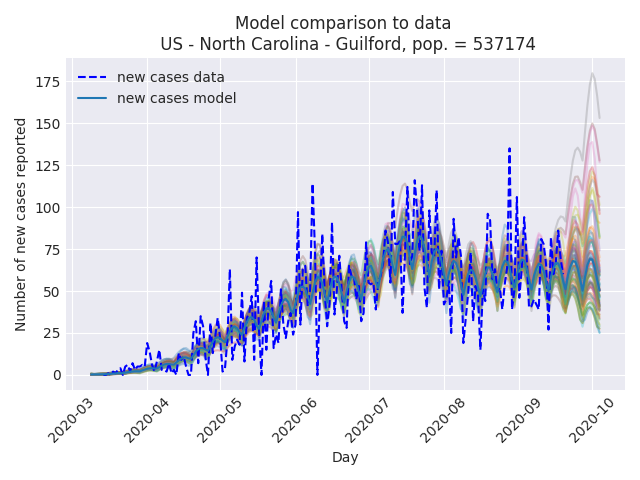 Model comparison to data
US - North Carolina - Guilford, pop. = 537174
new cases data
new cases model
Number of new cases reported
175
150
125
100
75
50
25
0
2020-03
2020-04
2020-05
2020-06
2020-07
2020-08
2020-09
2020-10
Day